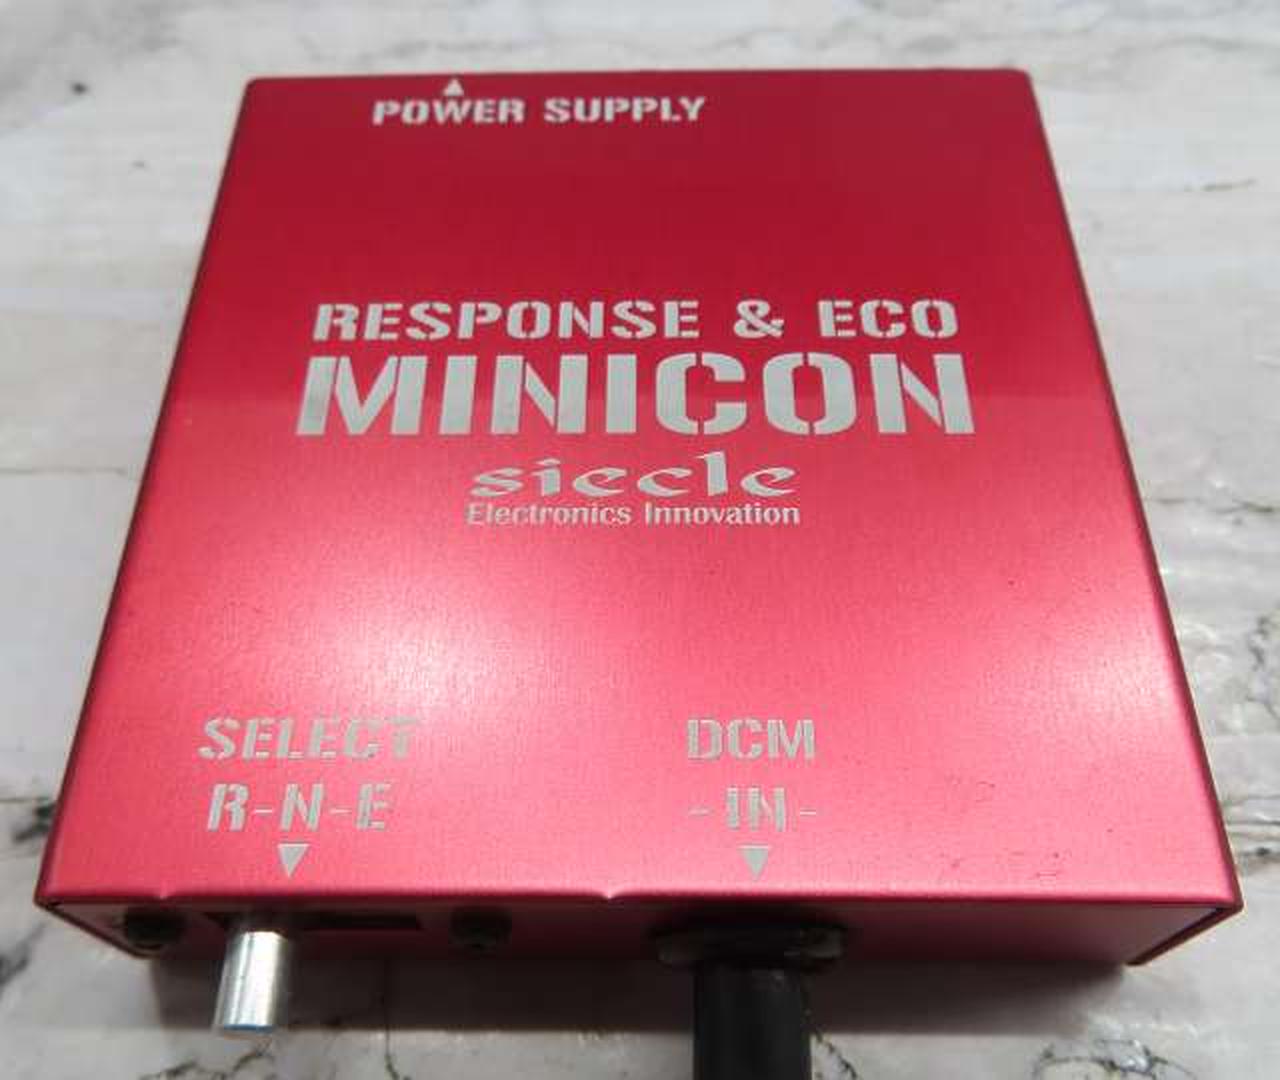 POWER SUPPLY
RESPONSE & ECO
MINICON
siecle
Electronics Innovation
SELECT
R-N-E
DCM
-IN-